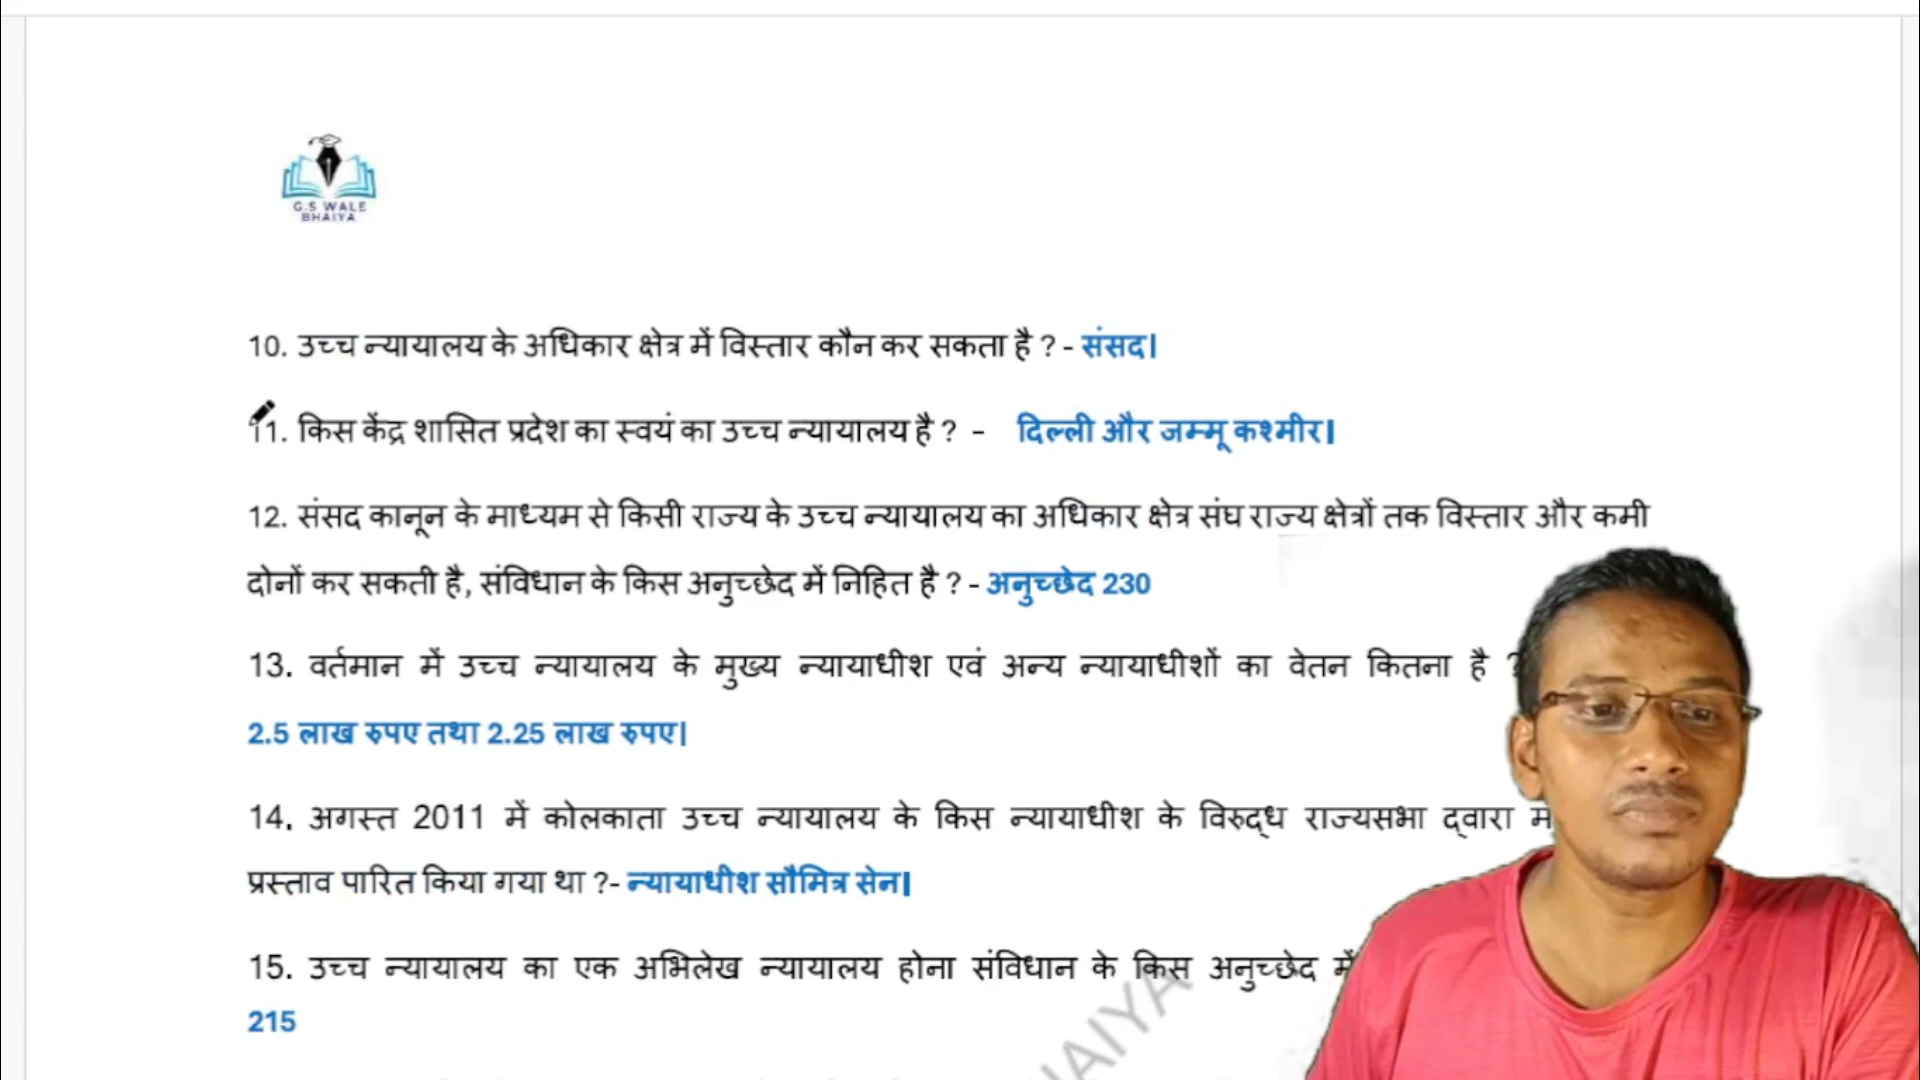 G.S WALE
BHAIYA
10. उच्च न्यायालय के अधिकार क्षेत्र में विस्तार कौन कर सकता है ? - संसद।
11. किस केंद्र शासित प्रदेश का स्वयं का उच्च न्यायालय है ? - दिल्ली और जम्मू कश्मीर।
12. संसद कानून के माध्यम से किसी राज्य के उच्च न्यायालय का अधिकार क्षेत्र संघ राज्य क्षेत्रों तक विस्तार और कमी
दोनों कर सकती है, संविधान के किस अनुच्छेद में निहित है ? - अनुच्छेद 230
13. वर्तमान में उच्च न्यायालय के मुख्य न्यायाधीश एवं अन्य न्यायाधीशों का वेतन कितना है ?
2.5 लाख रुपए तथा 2.25 लाख रुपए।
14. अगस्त 2011 में कोलकाता उच्च न्यायालय के किस न्यायाधीश के विरुद्ध राज्यसभा द्वारा
प्रस्ताव पारित किया गया था ?- न्यायाधीश सौमित्र सेन।
15. उच्च न्यायालय का एक अभिलेख न्यायालय होना संविधान के किस अनुच्छेद में
215